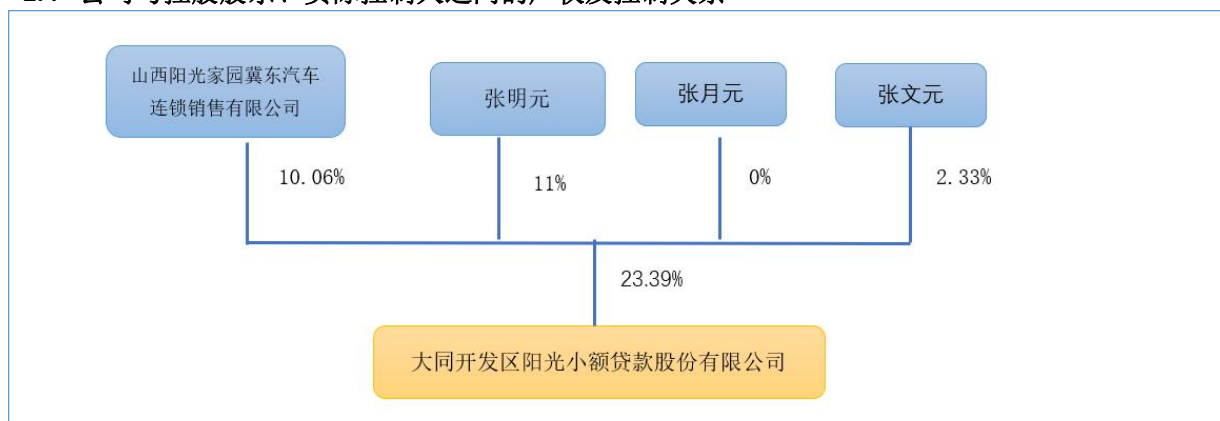 山西阳光家园冀东汽车
连锁销售有限公司
张明元
张月元
张文元
10.06%
11%
0%
2.33%
23.39%
大同开发区阳光小额贷款股份有限公司